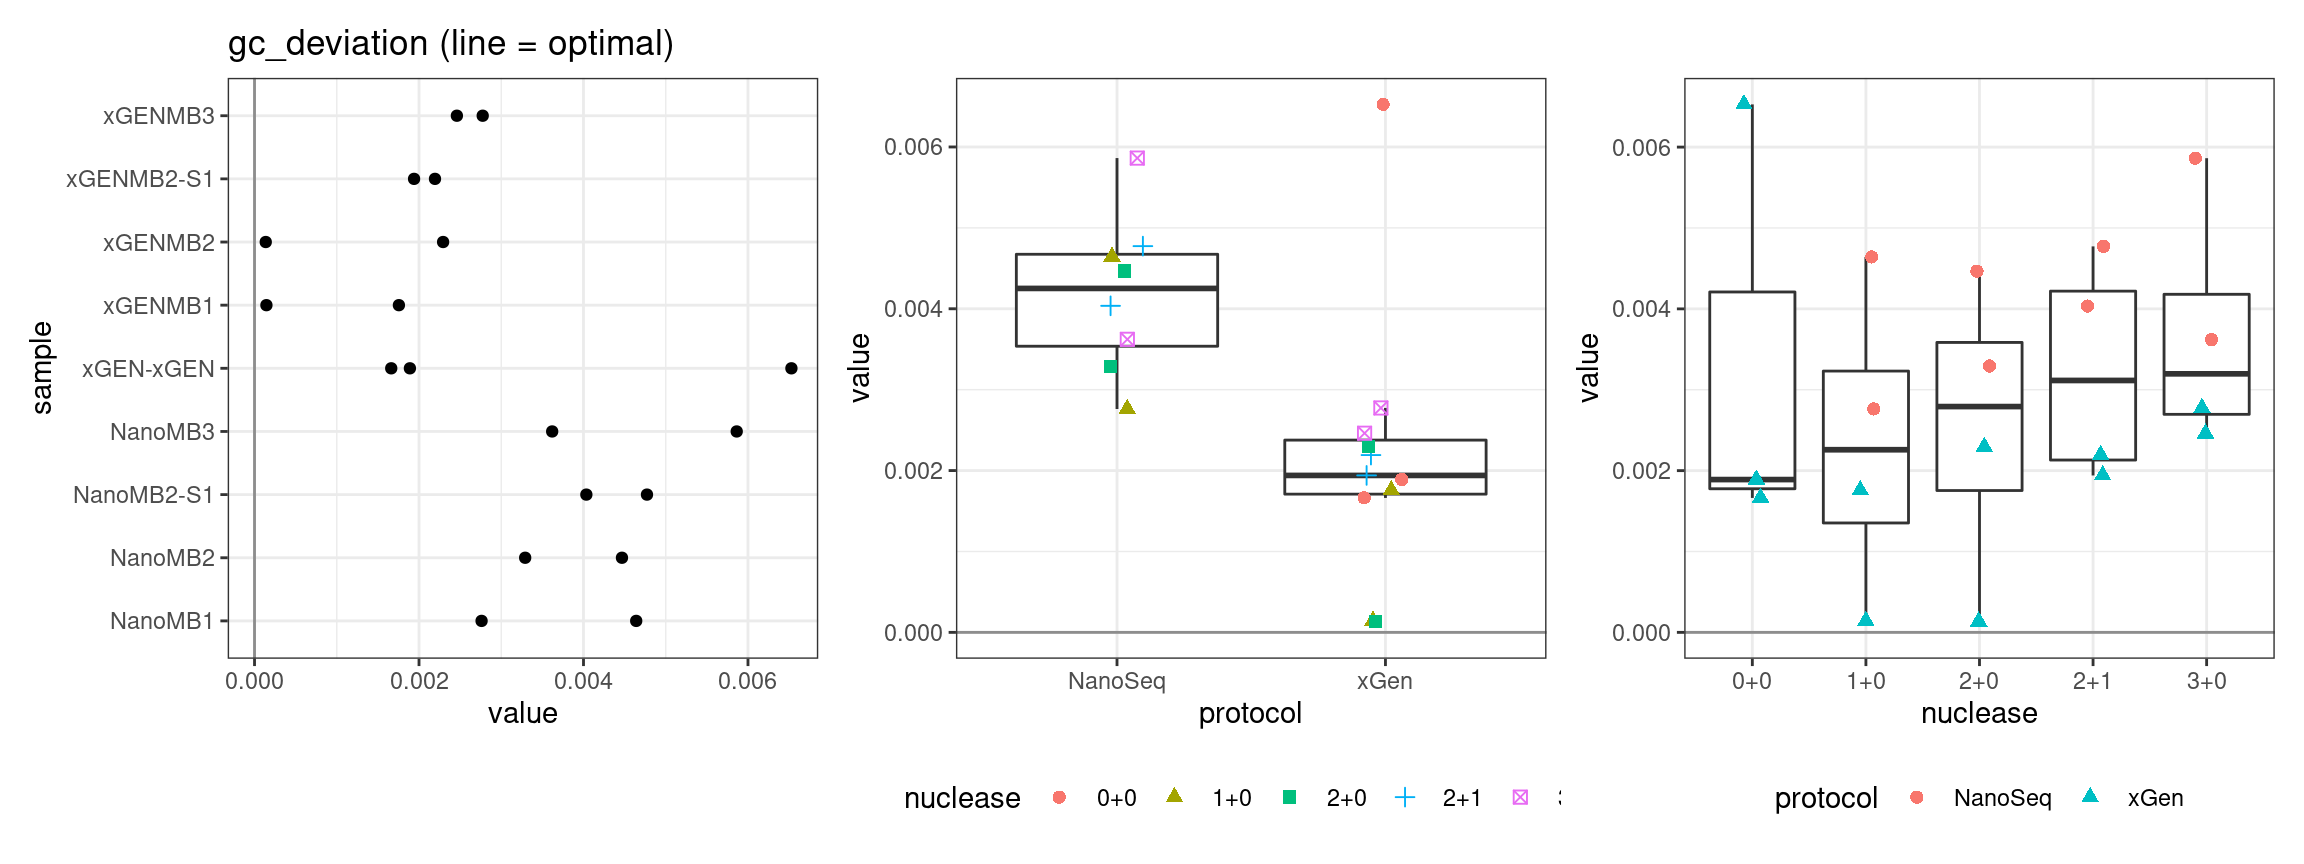 gc_deviation (line = optimal)
sample
xGENMB3
xGENMB2-S1
xGENMB2
xGENMB1
xGEN-xGEN
NanoMB3
NanoMB2-S1
NanoMB2
NanoMB1
0.000 0.002 0.004 0.006
value
value
0.006
0.004
0.002
0.000
NanoSeq xGen
protocol
nuclease 0+0 1+0 2+0 2+1
value
0.006
0.004
0.002
0.000
0+0 1+0 2+0 2+1 3+0
nuclease
protocol NanoSeq xGen